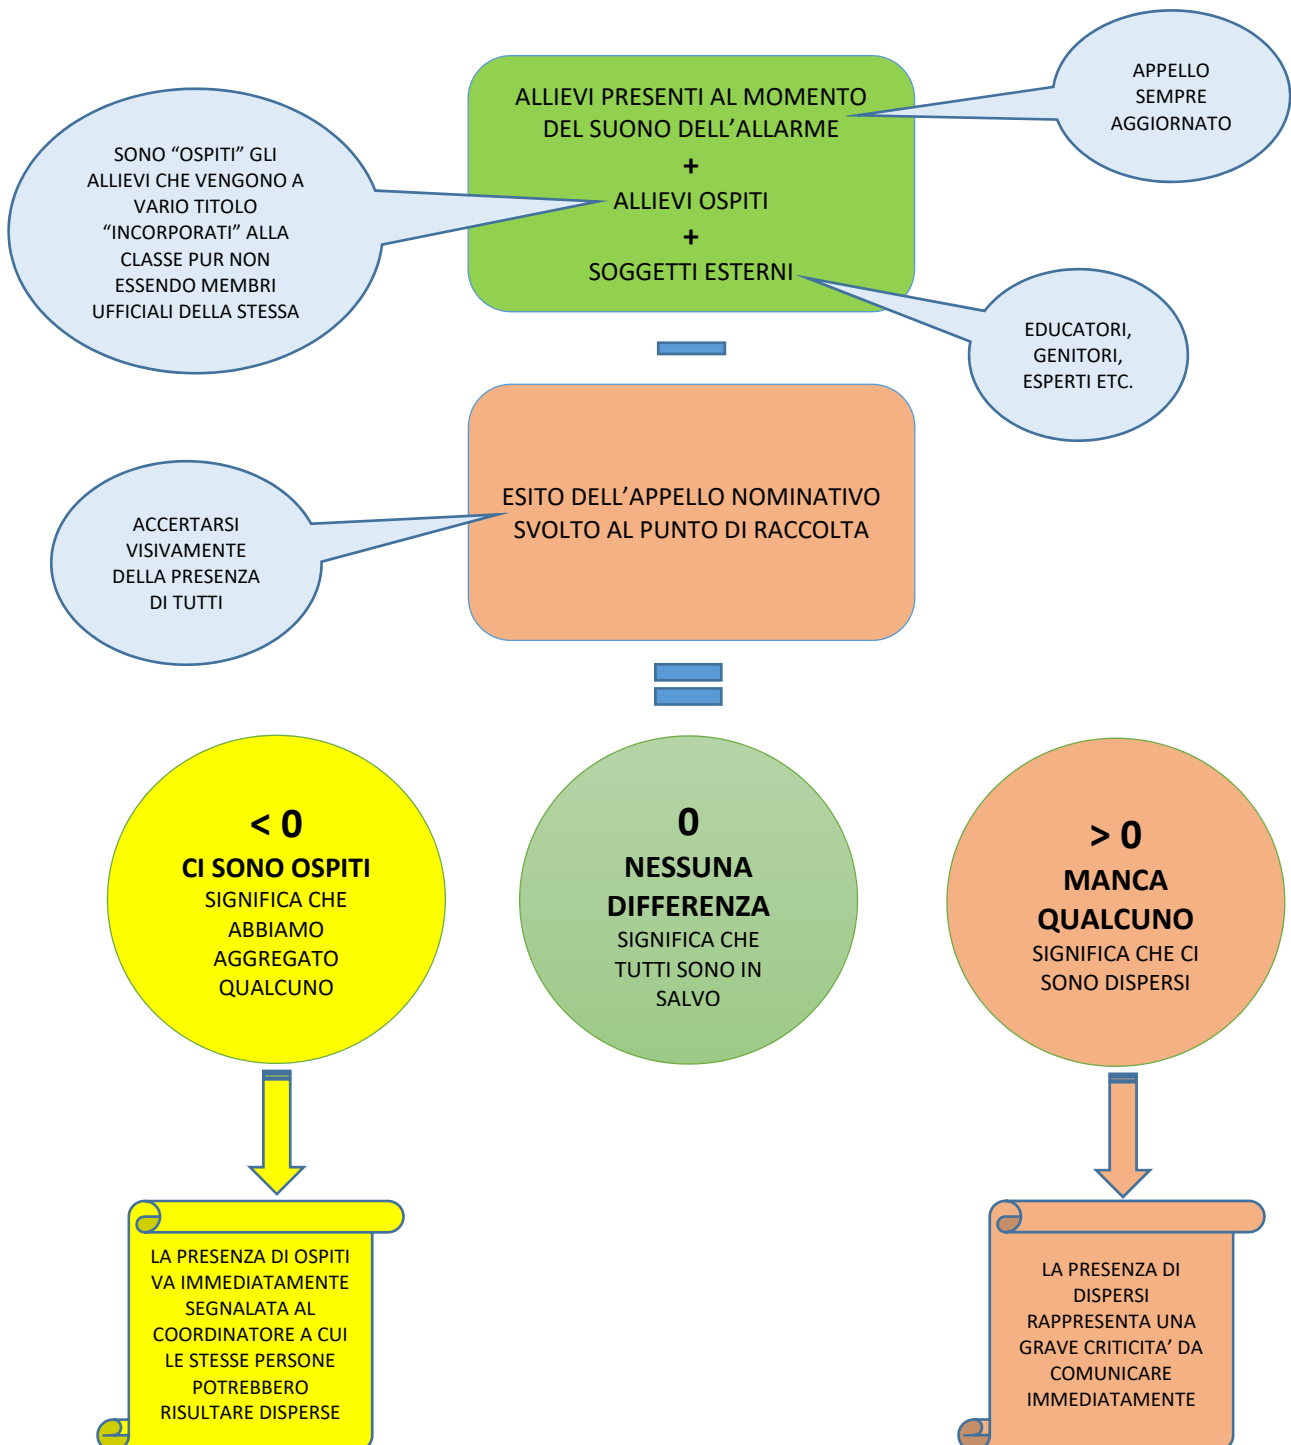 ALLIEVI PRESENTI AL MOMENTO
DEL SUONO DELL’ALLARME
+
ALLIEVI OSPITI
+
SOGGETTI ESTERNI
APPELLO
SEMPRE
AGGIORNATO
SONO “OSPITI” GLI
ALLIEVI CHE VENGONO A
VARIO TITOLO
“INCORPORATI” ALLA
CLASSE PUR NON
ESSENDO MEMBRI
UFFICIALI DELLA STESSA
EDUCATORI,
GENITORI,
ESPERTI ETC.
ESITO DELL’APPELLO NOMINATIVO
SVOLTO AL PUNTO DI RACCOLTA
ACCERTARSI
VISIVAMENTE
DELLA PRESENZA
DI TUTTI
< 0
CI SONO OSPITI
SIGNIFICA CHE
ABBIAMO
AGGREGATO
QUALCUNO
0
NESSUNA
DIFFERENZA
SIGNIFICA CHE
TUTTI SONO IN
SALVO
> 0
MANCA
QUALCUNO
SIGNIFICA CHE CI
SONO DISPERSI
LA PRESENZA DI OSPITI
VA IMMEDIATAMENTE
SEGNALATA AL
COORDINATORE A CUI
LE STESSE PERSONE
POTREBBERO
RISULTARE DISPERSE
LA PRESENZA DI
DISPERSI
RAPPRESENTA UNA
GRAVE CRITICITA’ DA
COMUNICARE
IMMEDIATAMENTE